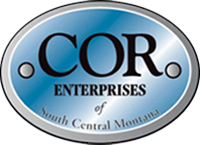 COR
ENTERPRISES
of
South Central Montana